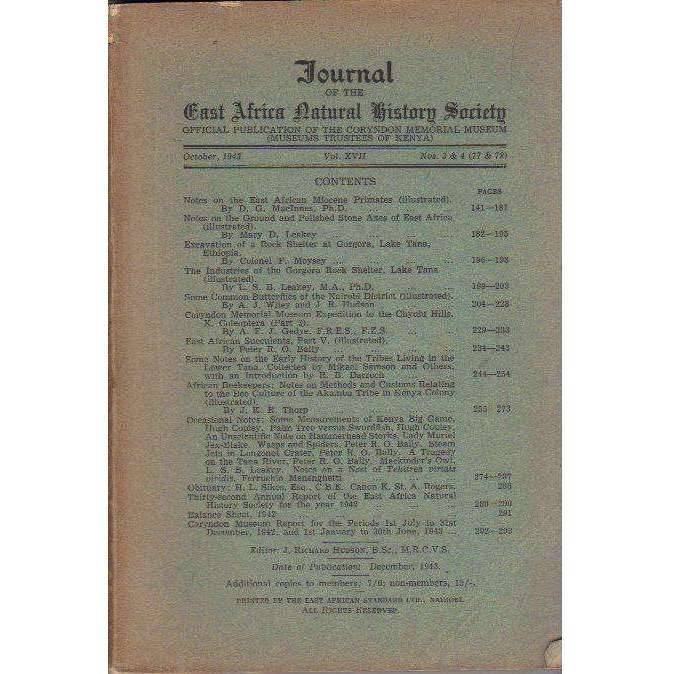 Journal
OF THE
East Africa Natural History Society
OFFICIAL PUBLICATION OF THE CORYNDON MEMORIAL MUSEUM
(MUSEUMS TRUSTEES OF KENYA)
October, 1943 Vol. XVII Nos. 3 & 4 (77 & 78)
CONTENTS
PAGES
Notes on the East African Miocene Primates (illustrated).
By D. G. MacInnes, Ph.D. 141—181
Notes on the Ground and Polished Stone Axes of East Africa
(illustrated).
By Mary D. Leakey ... ... ... ... 182—195
Excavation of a Rock Shelter at Gorgora, Lake Tana,
Ethiopia.
By Colonel F. Moysey ... ... ... 196—198
The Industries of the Gorgora Rock Shelter, Lake Tana
(illustrated).
By L. S. B. Leakey, M.A., Ph.D. ... ... 199—203
Some Common Butterflies of the Nairobi District (illustrated).
By A. J. Wiley and J. R. Hudson. 204—228
Coryndon Memorial Museum Expedition to the Chyulu Hills.
X. Coleoptera (Part 2).
By A. F. J. Gedye, F.R.E.S., F.Z.S. ... ... 229—233
East African Succulents, Part V. (illustrated).
By Peter R. O. Bally ... ... ... ... 234—243
Some Notes on the Early History of the Tribes Living in the
Lower Tana, Collected by Mikael Samson and Others,
with an Introduction by R. B. Darroch 244—254
African Beekeepers: Notes on Methods and Customs Relating
to the Bee Culture of the Akamba Tribe in Kenya Colony
(illustrated).
By J. K. R. Thorp 255—273
Occasional Notes: Some Measurements of Kenya Big Game,
Hugh Copley. Palm Tree versus Swordfish, Hugh Copley,
An Unscientific Note on Hammerhead Storks, Lady Muriel
Jex-Blake. Wasps and Spiders, Peter R. O. Bally. Steam
Jets in Longonot Crater, Peter R. O. Bally. A Tragedy
on the Tana River, Peter R. O. Bally. Mackinder's Owl,
L. S. B. Leakey. Notes on a Nest of Tchitrea viridis
viridis, Ferruchio Meneghetti ... 274—287
Obituary: H. L. Sikes, Esq., C.B.E. Canon K. St. A. Rogers. 288
Thirty-second Annual Report of the East Africa Natural
History Society for the year 1942 ... ... 289—290
Balance Sheet, 1942 ... ... ... ... 291
Coryndon Museum Report for the Periods 1st July to 31st
December, 1942, and 1st January to 30th June, 1943 ... 292—293
Editor: J. Richard Hudson, B.Sc., M.R.C.V.S.
Date of Publication: December, 1943.
Additional copies to members, 7/6; non-members, 15/-.
PRINTED BY THE EAST AFRICAN STANDARD LTD., NAIROBI.
ALL RIGHTS RESERVED.